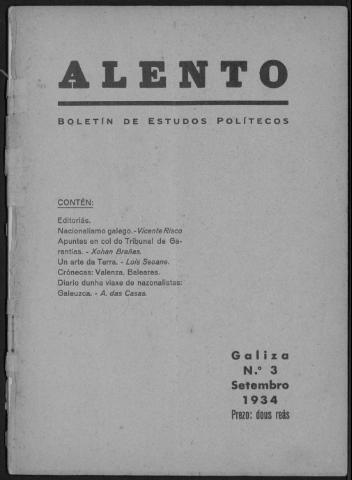 ALENTO
BOLETÍN DE ESTUDOS POLÍTECOS
CONTÉN:
Editoriás.
Nacionalismo galego.-Vicente Risco
Apuntes en col do Tribunal de Ga-
rantías. - Xohan Brañas.
Un arte da Terra. - Lois Seoane.
Crónecas: Valenza, Baleares.
Diario dunha viaxe de nazonalistas:
Galeuzca. - A. das Casas.
Galiza
N.º 3
Setembro
1934
Prezo: dous reás